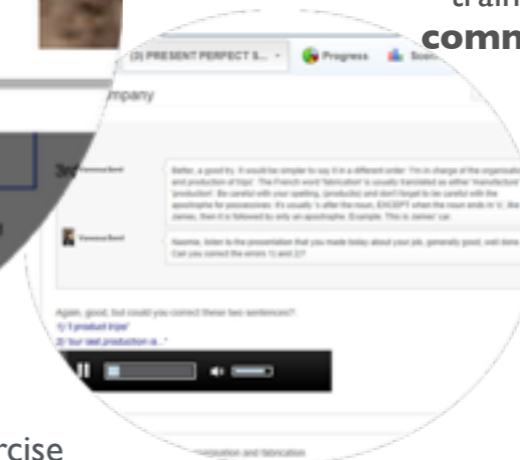 train
comm
(3) PRESENT PERFECT S...
Progress
Scor
mpany
Better, a good try. It would be simpler to say it in a different order: 'I'm in charge of the organisation
and production of trips'. The French word 'fabrication' is usually translated as either 'manufacture'
'production'. Be careful with your spelling, (products) and don't forget to be careful with the
apostrophe for possessives. It's usually 's after the noun, EXCEPT when the noun ends in 's', like
James, then it is followed by only an apostrophe. Example: This is James' car.
listen to the presentation that you made today about your job, generally good, well done.
Can you correct the errors 1) and 2)?
Again, good, but could you correct these two sentences?:
1) 'I product trips'
2) 'our last production is..."
rcise
and fabrication